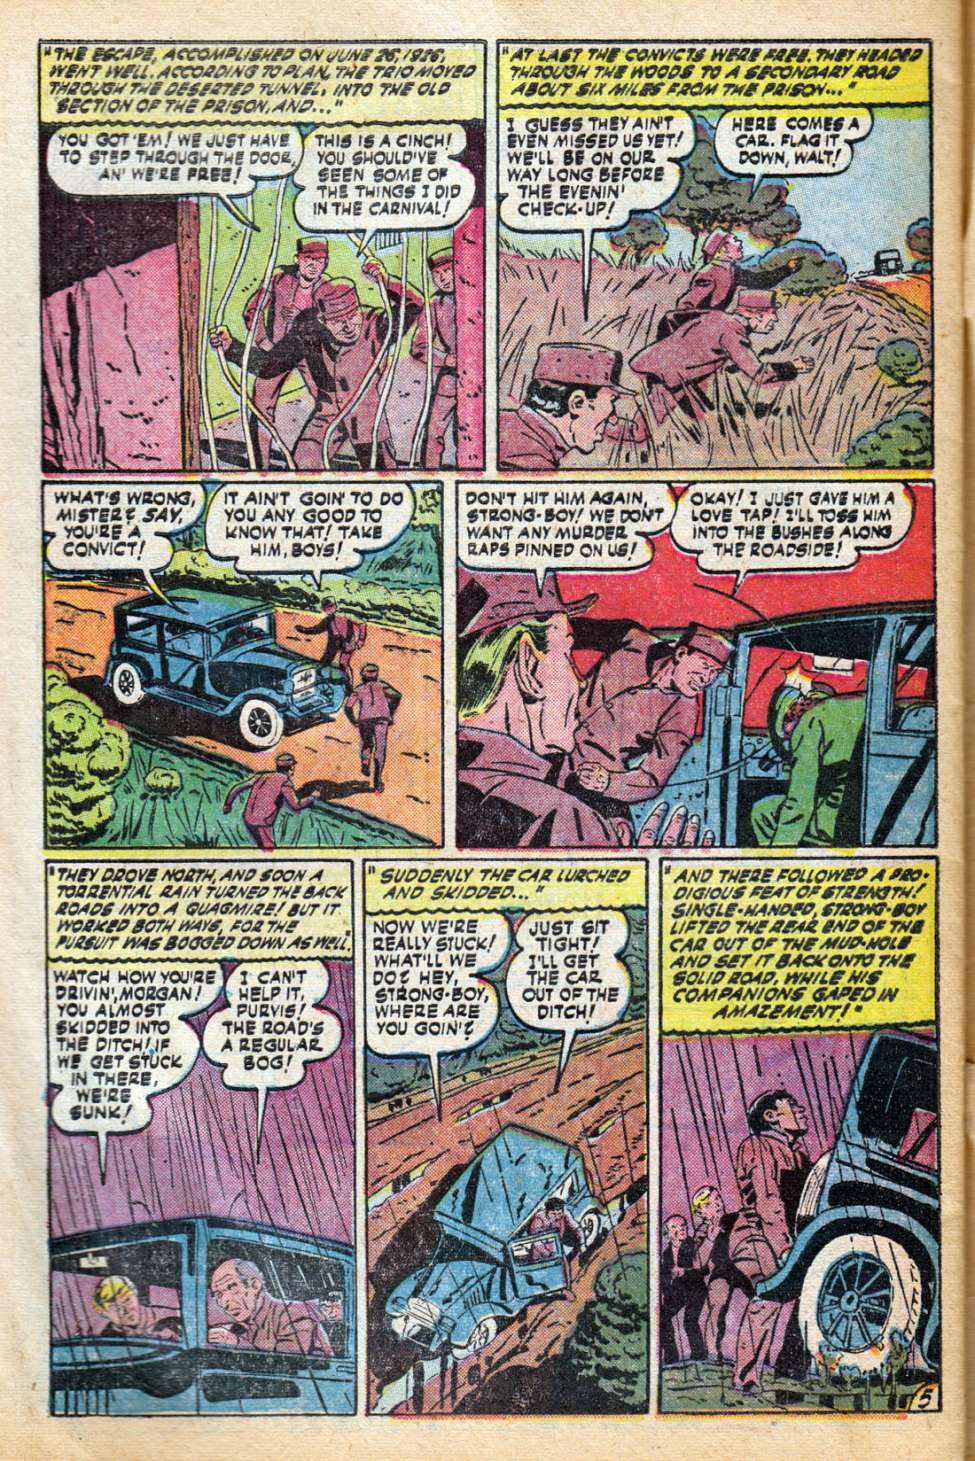 "THE ESCAPE, ACCOMPLISHED ON JUNE 26, 1926,
WENT WELL. ACCORDING TO PLAN, THE TRIO MOVED
THROUGH THE DESERTED TUNNEL, INTO THE OLD
SECTION OF THE PRISON, AND..."
YOU GOT 'EM! WE JUST HAVE
TO STEP THROUGH THE DOOR,
AN' WE'RE FREE!
THIS IS A CINCH!
YOU SHOULD'VE
SEEN SOME OF
THE THINGS I DID
IN THE CARNIVAL!
"AT LAST THE CONVICTS WERE FREE. THEY HEADED
THROUGH THE WOODS TO A SECONDARY ROAD
ABOUT SIX MILES FROM THE PRISON..."
I GUESS THEY AIN'T
EVEN MISSED US YET!
WE'LL BE ON OUR
WAY LONG BEFORE
THE EVENIN'
CHECK-UP!
HERE COMES A
CAR. FLAG IT
DOWN, WALT!
WHAT'S WRONG,
MISTER? SAY,
YOU'RE A
CONVICT!
IT AIN'T GOIN' TO DO
YOU ANY GOOD TO
KNOW THAT! TAKE
HIM, BOYS!
DON'T HIT HIM AGAIN,
STRONG-BOY! WE DON'T
WANT ANY MURDER
RAPS PINNED ON US!
OKAY! I JUST GAVE HIM A
LOVE TAP! I'LL TOSS HIM
INTO THE BUSHES ALONG
THE ROADSIDE!
"THEY DROVE NORTH, AND SOON A
TORRENTIAL RAIN TURNED THE BACK
ROADS INTO A QUAGMIRE! BUT IT
WORKED BOTH WAYS, FOR THE
PURSUIT WAS BOGGED DOWN AS WELL."
WATCH HOW YOU'RE
DRIVIN', MORGAN!
YOU ALMOST
SKIDDED INTO
THE DITCH! IF
WE GET STUCK
IN THERE,
WE'RE
SUNK!
I CAN'T
HELP IT,
PURVIS!
THE ROAD'S
A REGULAR
BOG!
"SUDDENLY THE CAR LURCHED
AND SKIDDED..."
NOW WE'RE
REALLY STUCK!
WHAT'LL WE
DO? HEY,
STRONG-BOY,
WHERE ARE
YOU GOIN'?
JUST SIT
TIGHT!
I'LL GET
THE CAR
OUT OF THE
DITCH!
"AND THERE FOLLOWED A PRO-
DIGIOUS FEAT OF STRENGTH!
SINGLE-HANDED, STRONG-BOY
LIFTED THE REAR END OF THE
CAR OUT OF THE MUD-HOLE
AND SET IT BACK ONTO THE
SOLID ROAD, WHILE HIS
COMPANIONS GAPED IN
AMAZEMENT!"
5